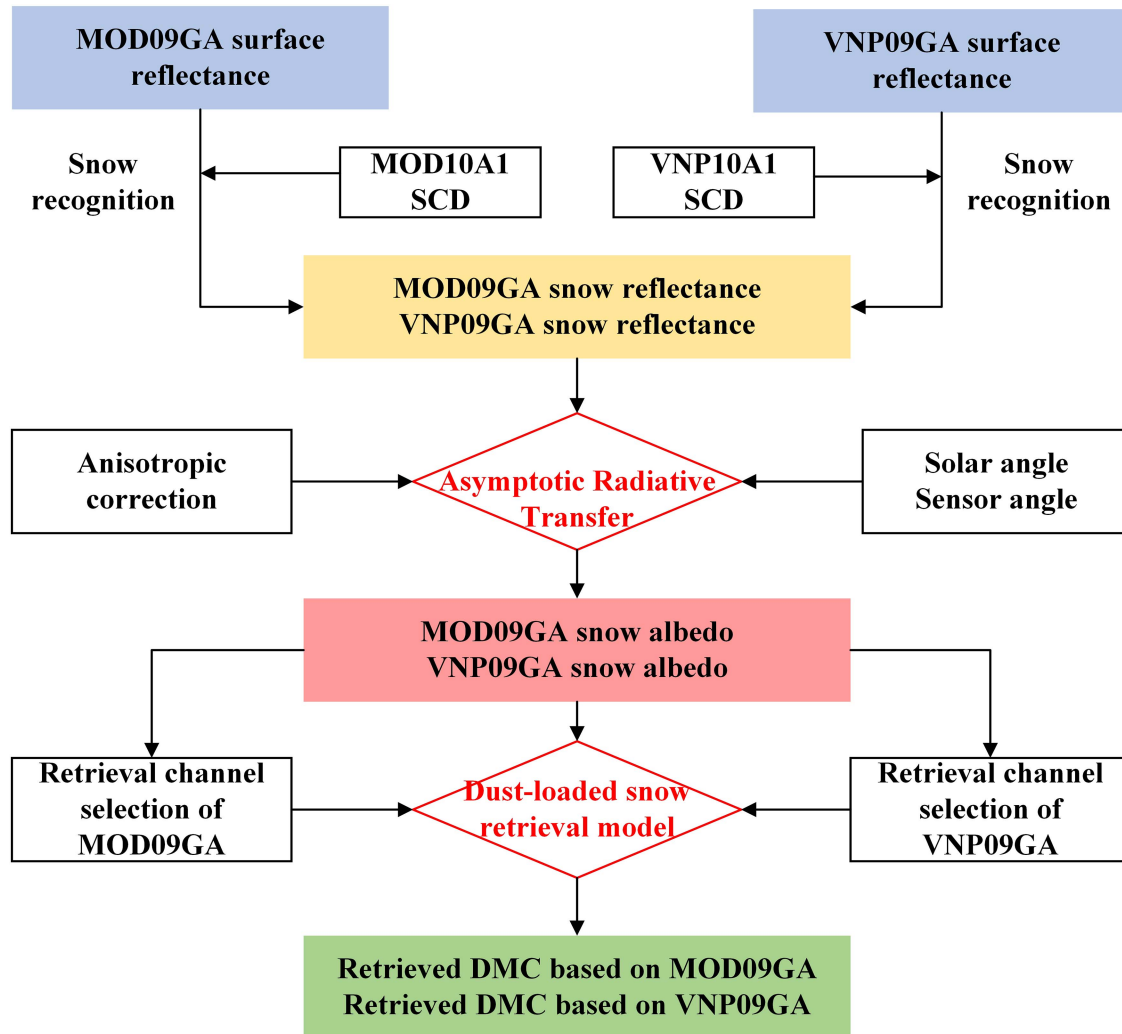 MOD09GA surface
reflectance
VNP09GA surface
reflectance
Snow
recognition
MOD10A1
SCD
VNP10A1
SCD
Snow
recognition
MOD09GA snow reflectance
VNP09GA snow reflectance
Anisotropic
correction
Asymptotic Radiative
Transfer
Solar angle
Sensor angle
MOD09GA snow albedo
VNP09GA snow albedo
Retrieval channel
selection of
MOD09GA
Dust-loaded snow
retrieval model
Retrieval channel
selection of
VNP09GA
Retrieved DMC based on MOD09GA
Retrieved DMC based on VNP09GA